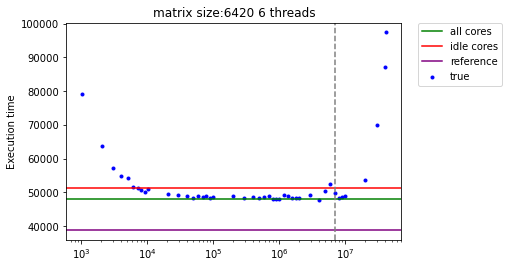 matrix size:6420 6 threads
100000
90000
80000
70000
60000
50000
40000
Execution time
10³
10⁴
10⁵
10⁶
10⁷
all cores
idle cores
reference
true